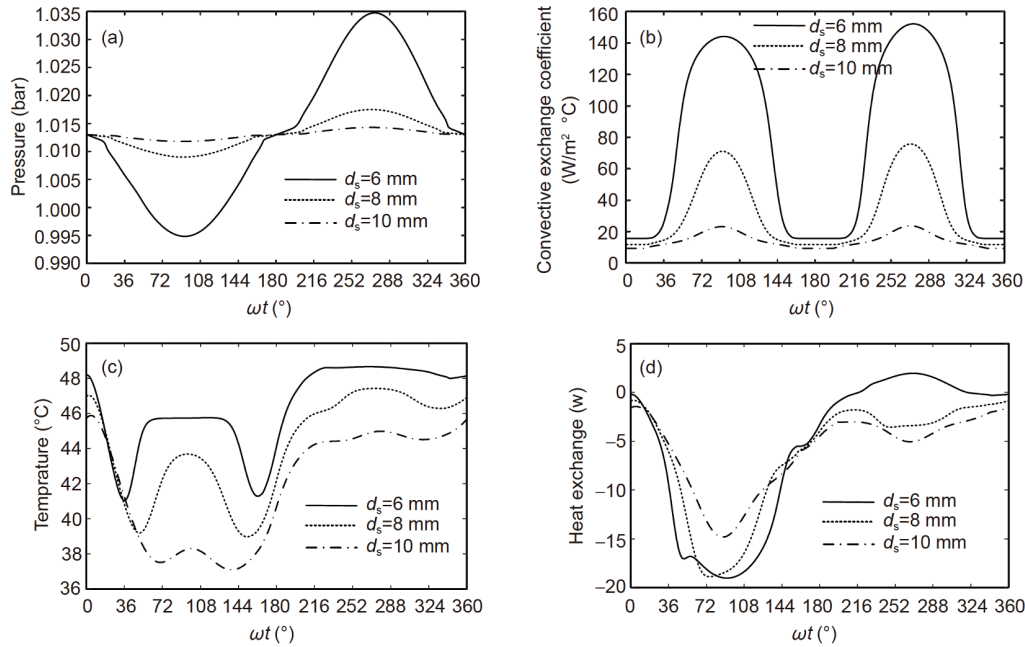 (a)
1.035
1.030
1.020
1.010
1.005
1.000
0.995
0.990
Pressure (bar)
ds=6 mm
ds=8 mm
ds=10 mm
0 36 72 108 144 180 216 252 288 324 360
ωt (°)
(b)
160
140
120
100
80
60
40
20
0
Convective exchange coefficient
(W/m² °C)
ds=6 mm
ds=8 mm
ds=10 mm
0 36 72 108 144 180 216 252 288 324 360
ωt (°)
(c)
50
48
46
44
42
40
38
36
Temprature (°C)
ds=6 mm
ds=8 mm
ds=10 mm
0 36 72 108 144 180 216 252 288 324 360
ωt (°)
(d)
5
0
−5
−10
−15
−20
Heat exchange (w)
ds=6 mm
ds=8 mm
ds=10 mm
0 36 72 108 144 180 216 252 288 324 360
ωt (°)